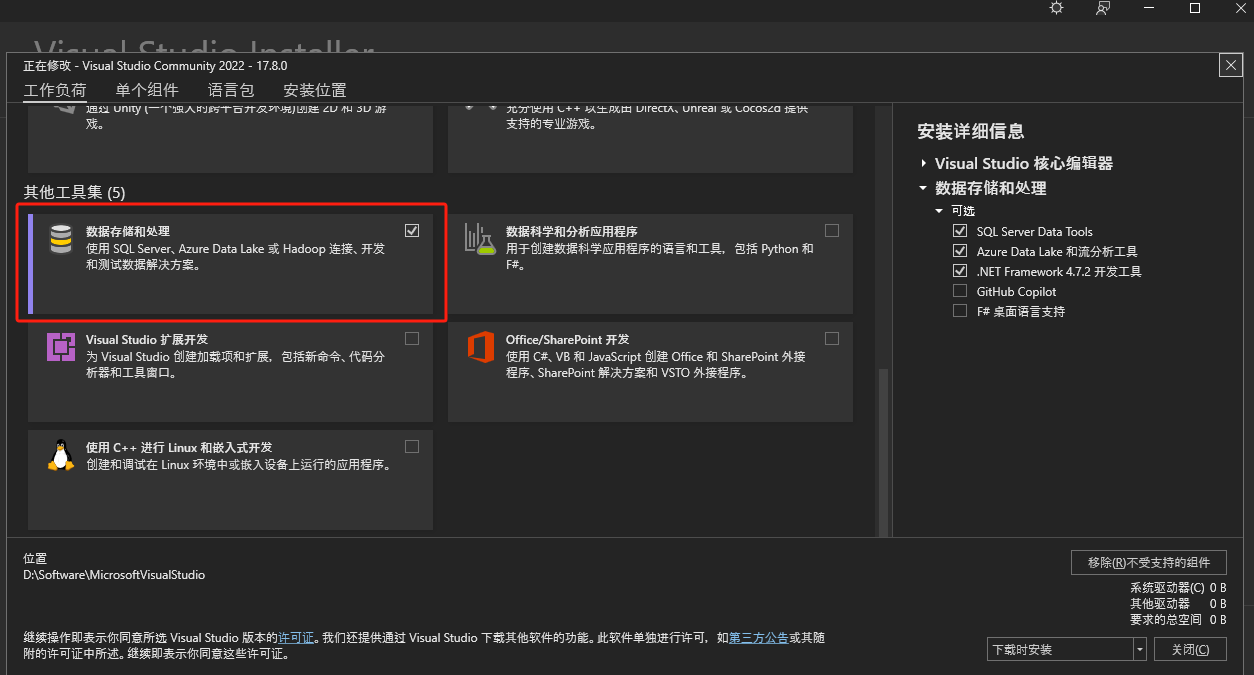 Visual Studio Installer
正在修改 - Visual Studio Community 2022 - 17.8.0
工作负荷 单个组件 语言包 安装位置
通过 Unity (一个强大的跨平台开发环境)创建 2D 和 3D 游
戏。
充分使用 C++ 以生成由 DirectX、Unreal 或 Cocos2d 提供
支持的专业游戏。
其他工具集 (5)
数据存储和处理
使用 SQL Server、Azure Data Lake 或 Hadoop 连接、开发
和测试数据解决方案。
数据科学和分析应用程序
用于创建数据科学应用程序的语言和工具，包括 Python 和
F#。
Visual Studio 扩展开发
为 Visual Studio 创建加载项和扩展，包括新命令、代码分
析器和工具窗口。
Office/SharePoint 开发
使用 C#、VB 和 JavaScript 创建 Office 和 SharePoint 外接
程序、SharePoint 解决方案和 VSTO 外接程序。
使用 C++ 进行 Linux 和嵌入式开发
创建和调试在 Linux 环境中或嵌入设备上运行的应用程序。
安装详细信息
Visual Studio 核心编辑器
数据存储和处理
可选
SQL Server Data Tools
Azure Data Lake 和流分析工具
.NET Framework 4.7.2 开发工具
GitHub Copilot
F# 桌面语言支持
位置
D:\Software\MicrosoftVisualStudio
移除(R)不受支持的组件
系统驱动器(C) 0 B
其他驱动器 0 B
要求的总空间 0 B
继续操作即表示你同意所选 Visual Studio 版本的许可证。我们还提供通过 Visual Studio 下载其他软件的功能。此软件单独进行许可，如第三方公告或其随
附的许可证中所述。继续即表示你同意这些许可证。
下载时安装
关闭(C)